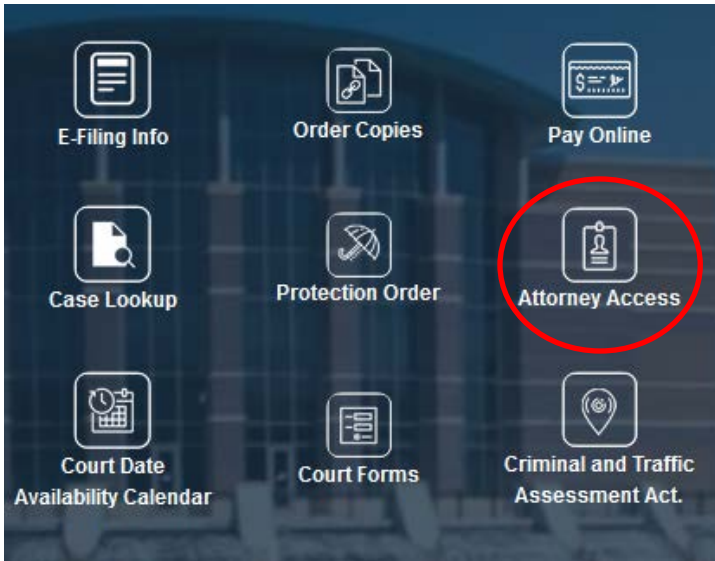 E-Filing Info
Order Copies
Pay Online
Case Lookup
Protection Order
Attorney Access
Court Date
Availability Calendar
Court Forms
Criminal and Traffic
Assessment Act.